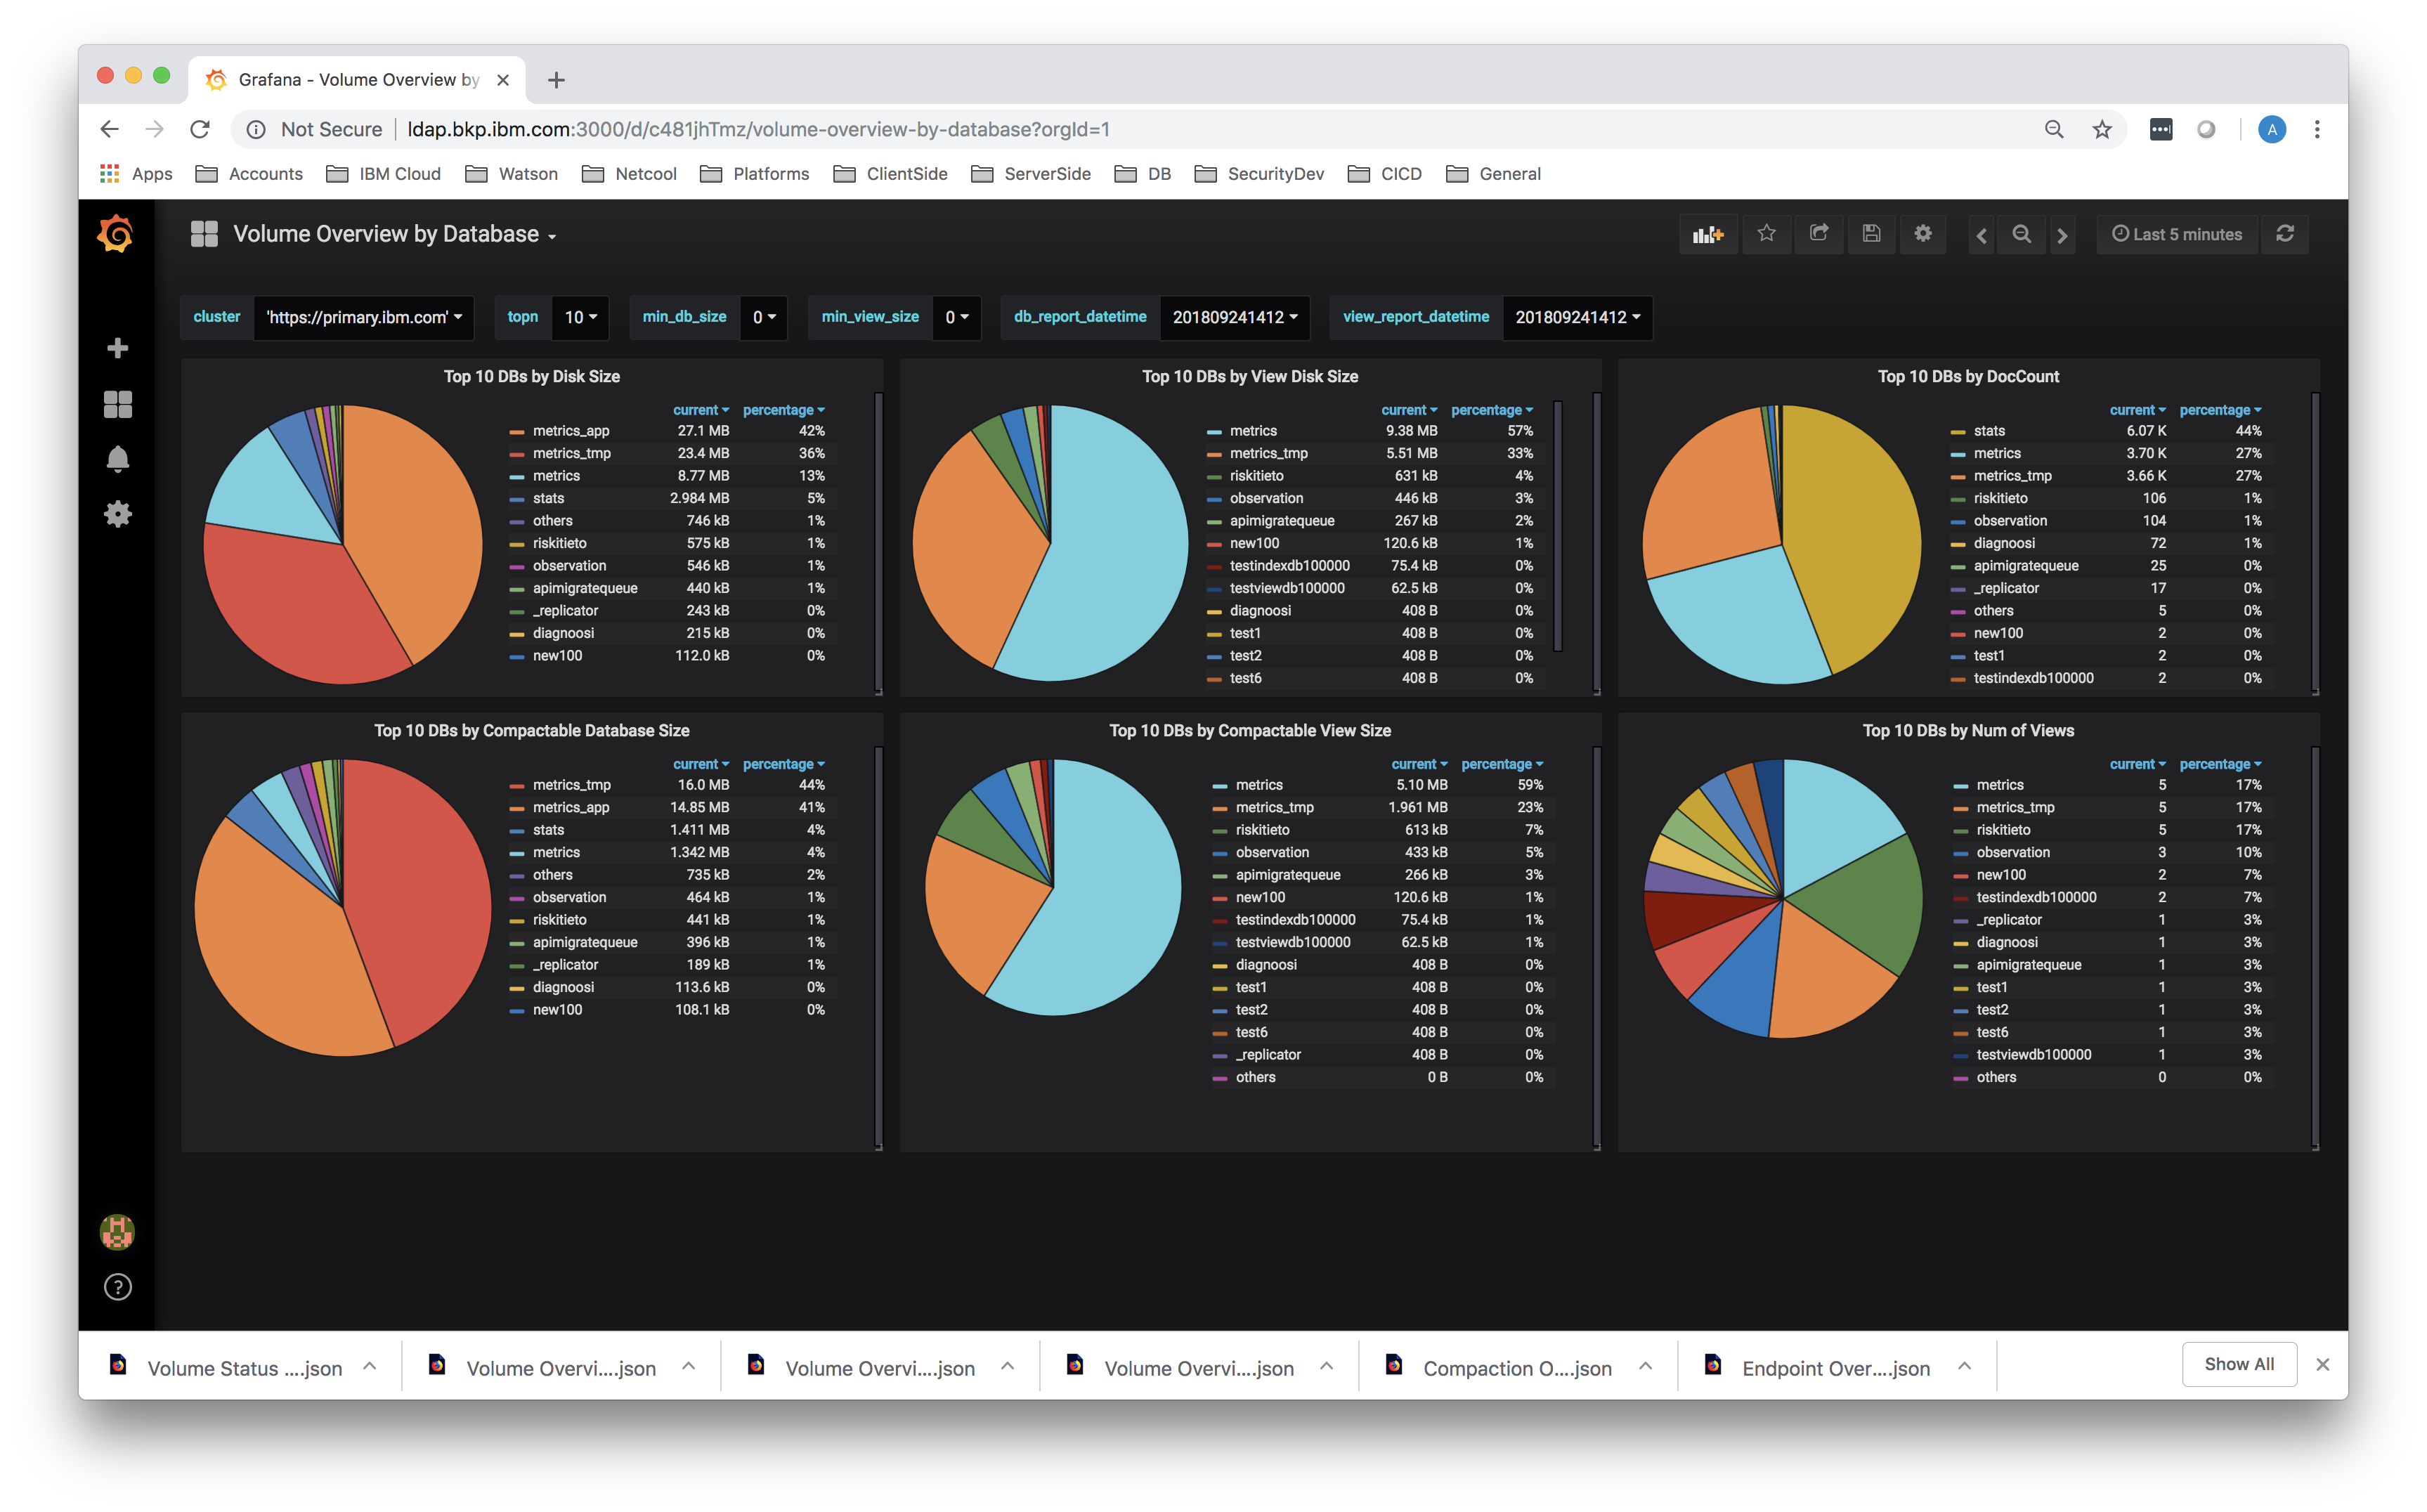 Grafana - Volume Overview by
Not Secure ldap.bkp.ibm.com:3000/d/c481jhTmz/volume-overview-by-database?orgId=1
A
Apps Accounts IBM Cloud Watson Netcool Platforms ClientSide ServerSide DB SecurityDev CICD General
Volume Overview by Database
Last 5 minutes
cluster 'https://primary.ibm.com' topn 10 min_db_size 0 min_view_size 0 db_report_datetime 201809241412 view_report_datetime 201809241412
Top 10 DBs by Disk Size
current percentage
metrics_app 27.1 MB 42%
metrics_tmp 23.4 MB 36%
metrics 8.77 MB 13%
stats 2.984 MB 5%
others 746 kB 1%
riskitieto 575 kB 1%
observation 546 kB 1%
apimigratequeue 440 kB 1%
_replicator 243 kB 0%
diagnoosi 215 kB 0%
new100 112.0 kB 0%
Top 10 DBs by View Disk Size
current percentage
metrics 9.38 MB 57%
metrics_tmp 5.51 MB 33%
riskitieto 631 kB 4%
observation 446 kB 3%
apimigratequeue 267 kB 2%
new100 120.6 kB 1%
testindexdb100000 75.4 kB 0%
testviewdb100000 62.5 kB 0%
diagnoosi 408 B 0%
test1 408 B 0%
test2 408 B 0%
test6 408 B 0%
Top 10 DBs by DocCount
current percentage
stats 6.07 K 44%
metrics 3.70 K 27%
metrics_tmp 3.66 K 27%
riskitieto 106 1%
observation 104 1%
diagnoosi 72 1%
apimigratequeue 25 0%
_replicator 17 0%
others 5 0%
new100 2 0%
test1 2 0%
testindexdb100000 2 0%
Top 10 DBs by Compactable Database Size
current percentage
metrics_tmp 16.0 MB 44%
metrics_app 14.85 MB 41%
stats 1.411 MB 4%
metrics 1.342 MB 4%
others 735 kB 2%
observation 464 kB 1%
riskitieto 441 kB 1%
apimigratequeue 396 kB 1%
_replicator 189 kB 1%
diagnoosi 113.6 kB 0%
new100 108.1 kB 0%
Top 10 DBs by Compactable View Size
current percentage
metrics 5.10 MB 59%
metrics_tmp 1.961 MB 23%
riskitieto 613 kB 7%
observation 433 kB 5%
apimigratequeue 266 kB 3%
new100 120.6 kB 1%
testindexdb100000 75.4 kB 1%
testviewdb100000 62.5 kB 1%
diagnoosi 408 B 0%
test1 408 B 0%
test2 408 B 0%
test6 408 B 0%
_replicator 408 B 0%
others 0 B 0%
Top 10 DBs by Num of Views
current percentage
metrics 5 17%
metrics_tmp 5 17%
riskitieto 5 17%
observation 3 10%
new100 2 7%
testindexdb100000 2 7%
_replicator 1 3%
diagnoosi 1 3%
apimigratequeue 1 3%
test1 1 3%
test2 1 3%
test6 1 3%
testviewdb100000 1 3%
others 0 0%
Volume Status ....json Volume Overvi....json Volume Overvi....json Volume Overvi....json Compaction O....json Endpoint Over....json Show All